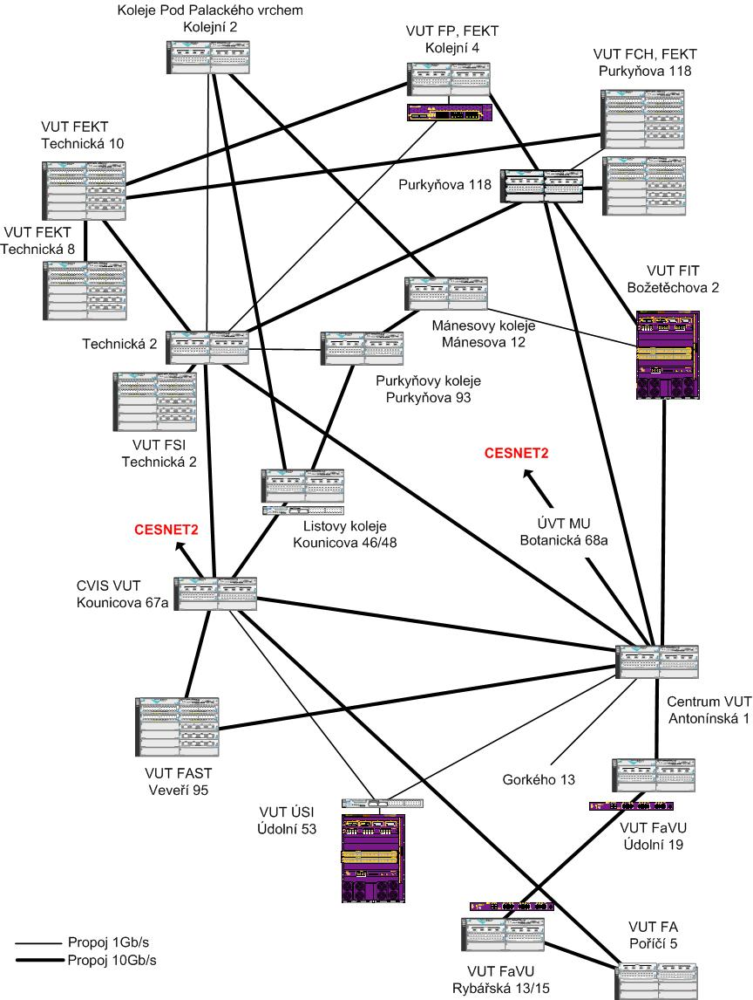 Koleje Pod Palackého vrchem
Kolejní 2
VUT FP, FEKT
Kolejní 4
VUT FCH, FEKT
Purkyňova 118
VUT FEKT
Technická 10
Purkyňova 118
VUT FEKT
Technická 8
VUT FIT
Božetěchova 2
Mánesovy koleje
Mánesova 12
Technická 2
Purkyňovy koleje
Purkyňova 93
VUT FSI
Technická 2
CESNET2
ÚVT MU
Botanická 68a
Listovy koleje
Kounicova 46/48
CESNET2
CVIS VUT
Kounicova 67a
Centrum VUT
Antonínská 1
VUT FAST
Veveří 95
Gorkého 13
VUT ÚSI
Údolní 53
VUT FaVU
Údolní 19
VUT FA
Poříčí 5
VUT FaVU
Rybářská 13/15
Propoj 1Gb/s
Propoj 10Gb/s